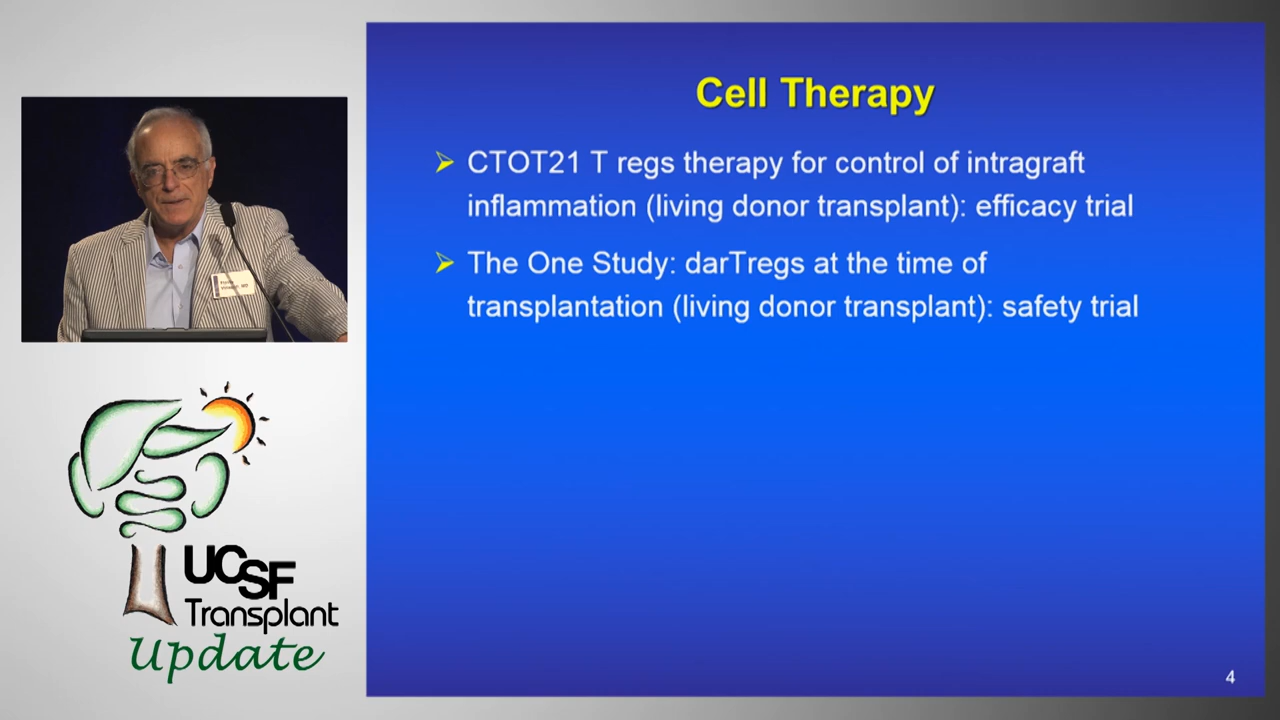 Cell Therapy
CTOT21 T regs therapy for control of intragraft
inflammation (living donor transplant): efficacy trial
The One Study: darTregs at the time of
transplantation (living donor transplant): safety trial
UCSF
Transplant
Update
4